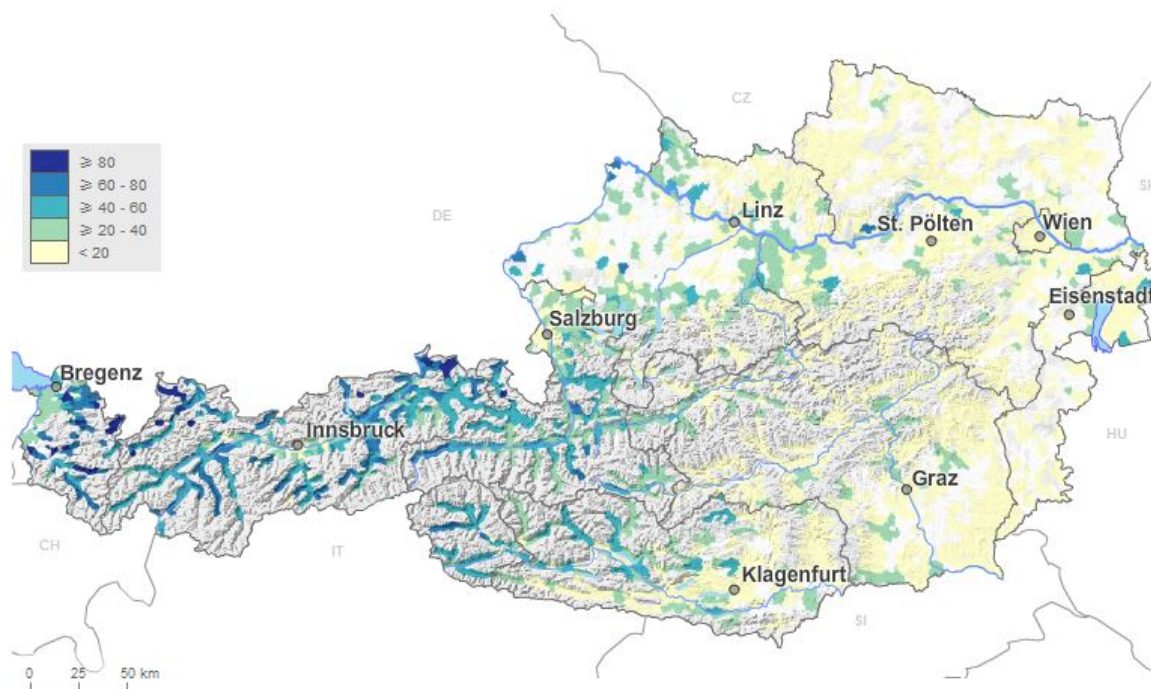 CZ
⩾ 80
⩾ 60 - 80
⩾ 40 - 60
⩾ 20 - 40
< 20
DE
Linz
St. Pölten
Wien
Eisenstadt
Salzburg
Bregenz
Innsbruck
HU
Graz
CH
IT
Klagenfurt
SI
0 25 50 km